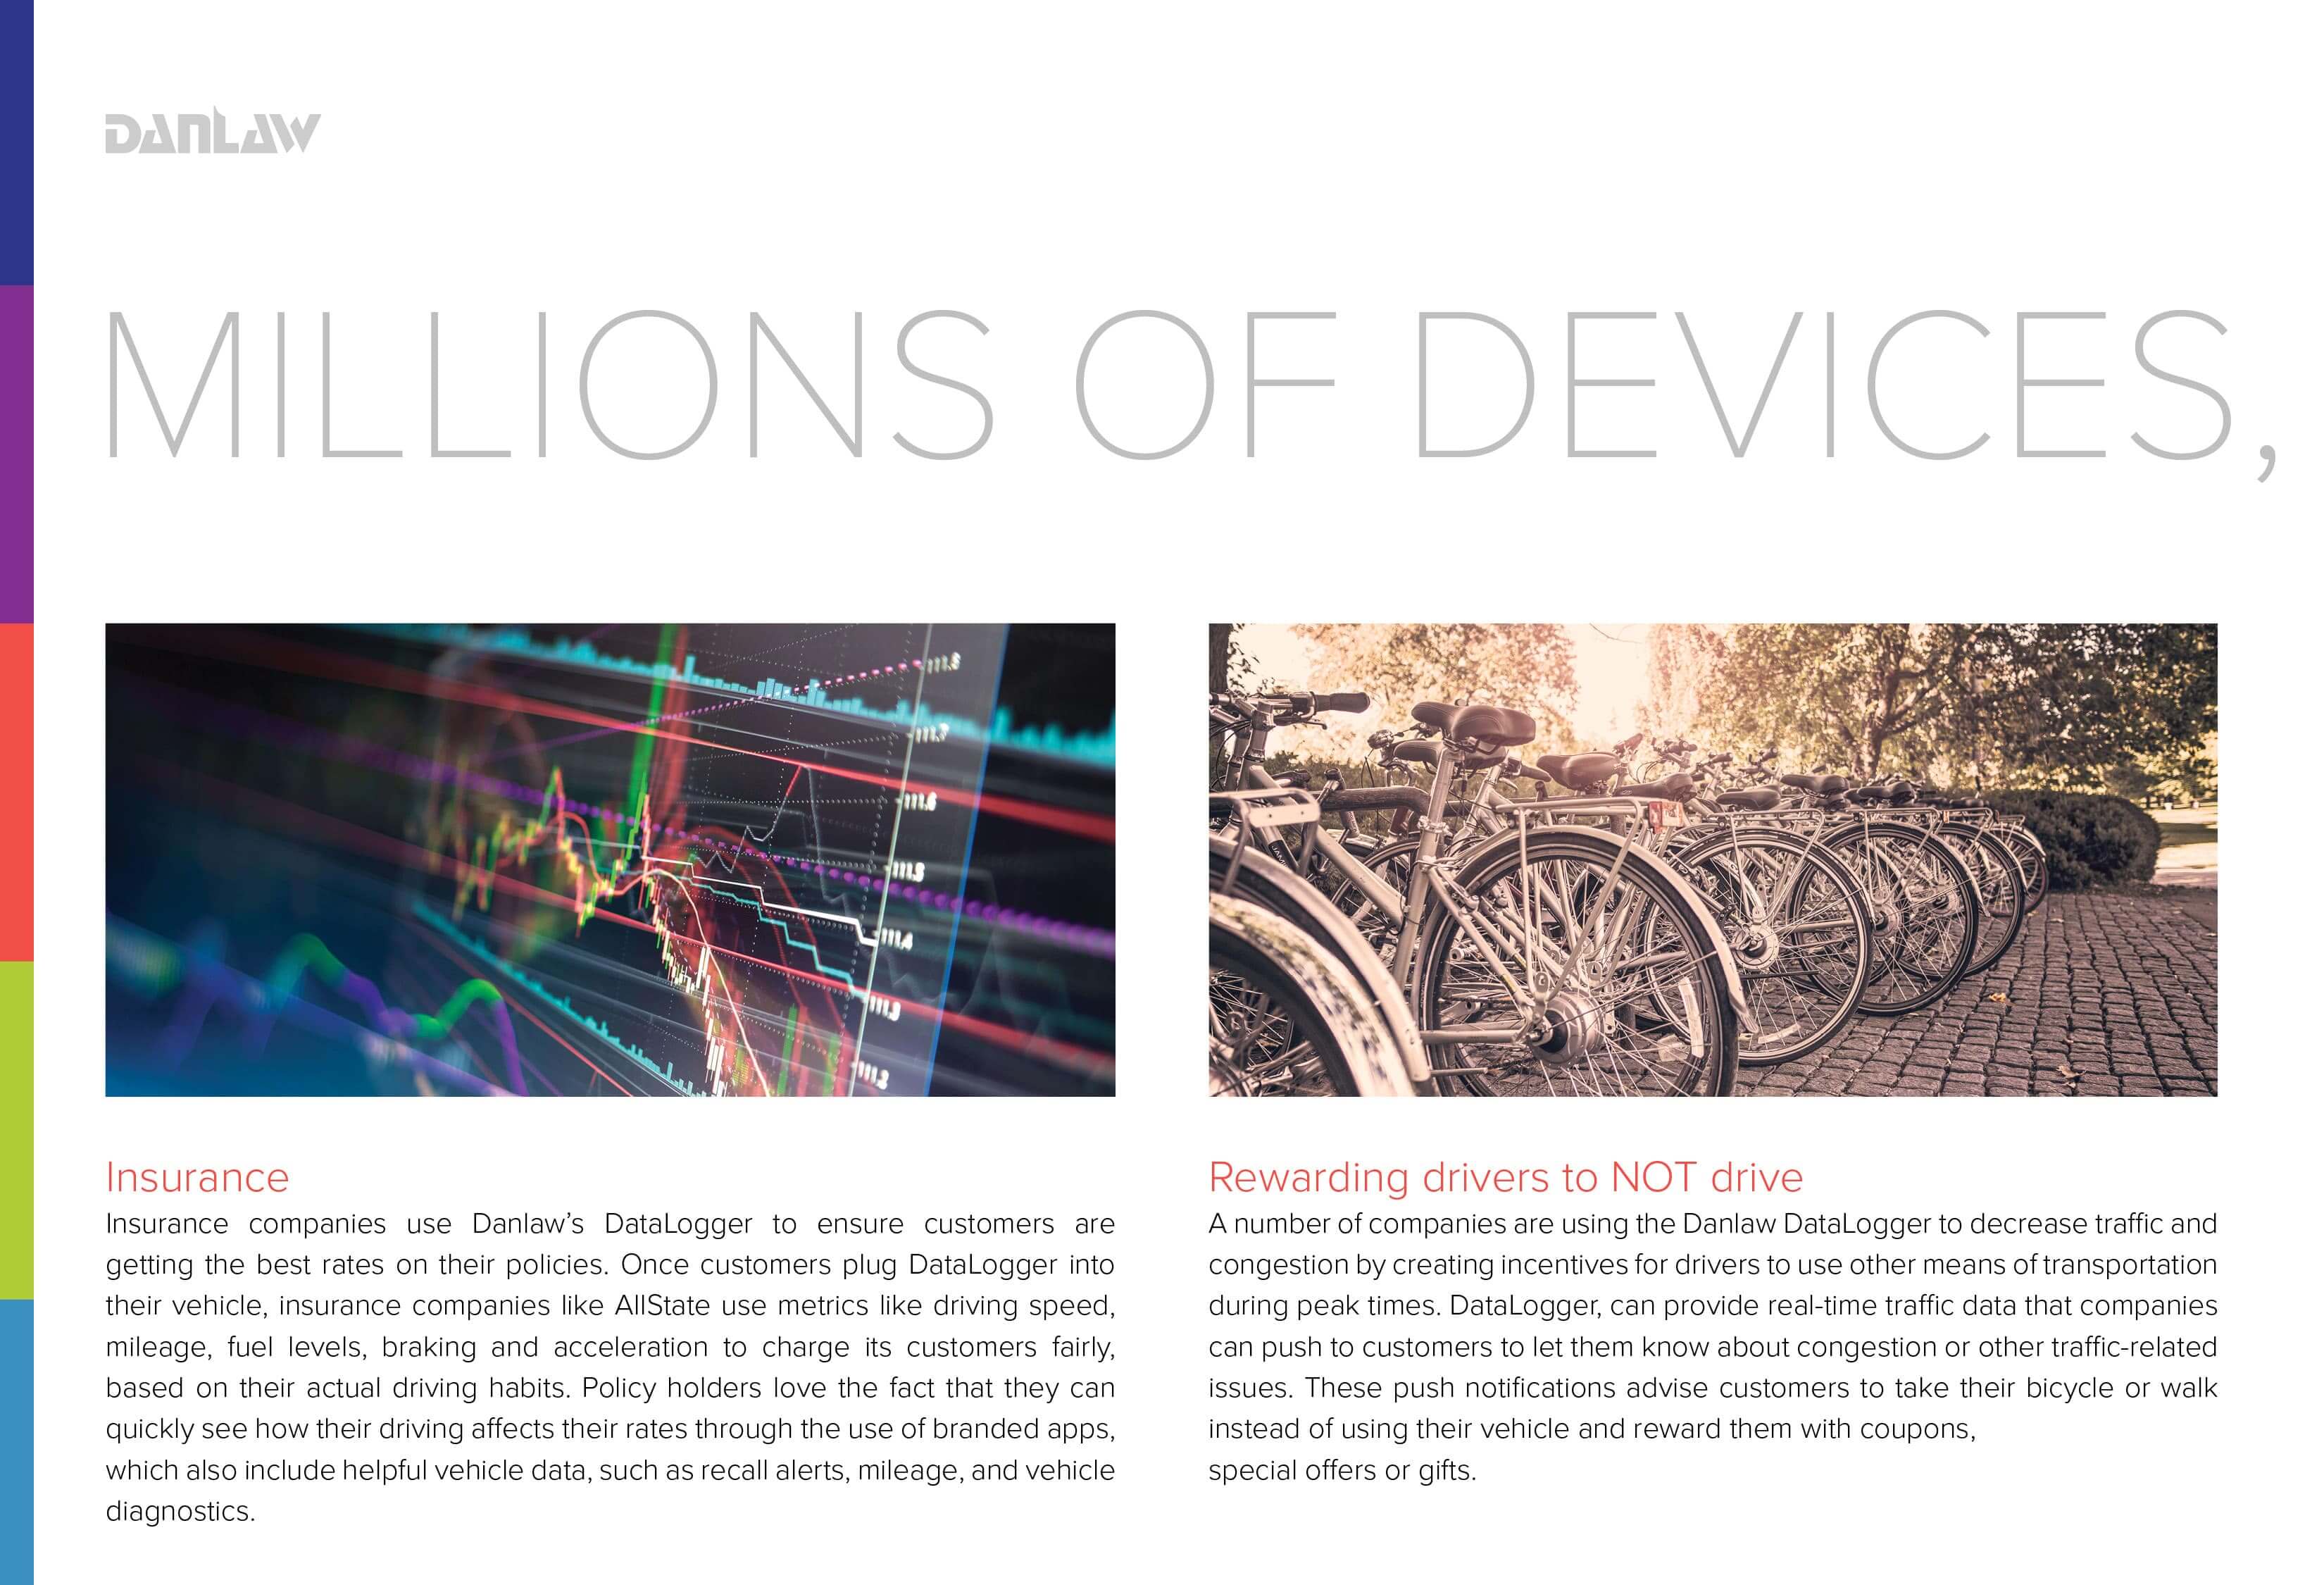 DANLAW
MILLIONS OF DEVICES,
111.8
111.7
111.6
111.5
111.4
111.3
111.2
Insurance
Insurance companies use Danlaw’s DataLogger to ensure customers are
getting the best rates on their policies. Once customers plug DataLogger into
their vehicle, insurance companies like AllState use metrics like driving speed,
mileage, fuel levels, braking and acceleration to charge its customers fairly,
based on their actual driving habits. Policy holders love the fact that they can
quickly see how their driving affects their rates through the use of branded apps,
which also include helpful vehicle data, such as recall alerts, mileage, and vehicle
diagnostics.
Rewarding drivers to NOT drive
A number of companies are using the Danlaw DataLogger to decrease traffic and
congestion by creating incentives for drivers to use other means of transportation
during peak times. DataLogger, can provide real-time traffic data that companies
can push to customers to let them know about congestion or other traffic-related
issues. These push notifications advise customers to take their bicycle or walk
instead of using their vehicle and reward them with coupons,
special offers or gifts.